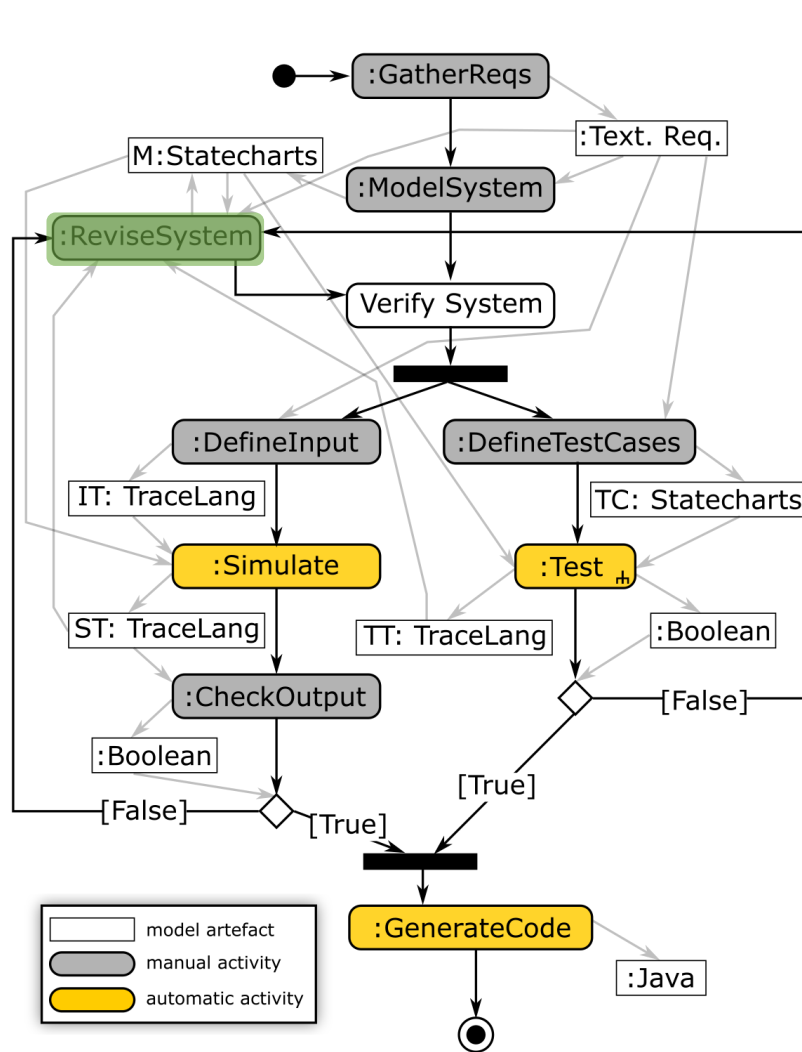 :GatherReqs
:Text. Req.
M:Statecharts
:ModelSystem
:ReviseSystem
Verify System
:DefineInput
:DefineTestCases
IT: TraceLang
TC: Statecharts
:Simulate
:Test
ST: TraceLang
TT: TraceLang
:Boolean
:CheckOutput
[False]
:Boolean
[True]
[False]
[True]
:GenerateCode
model artefact
manual activity
automatic activity
:Java